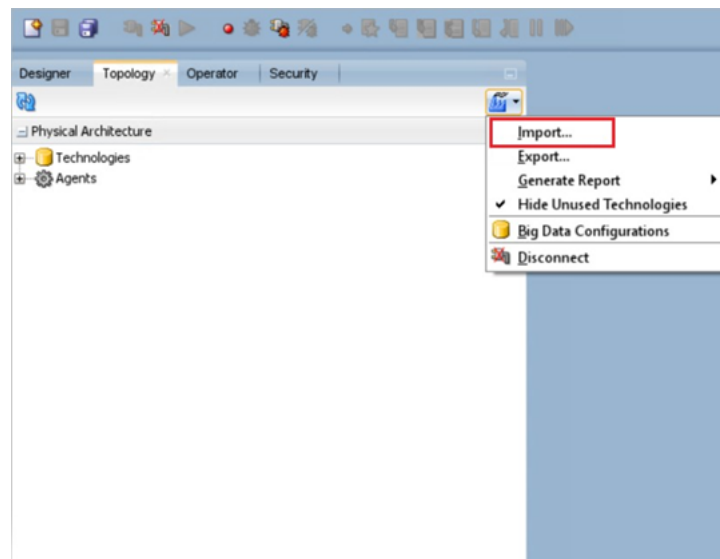 Designer Topology Operator Security
Physical Architecture
Technologies
Agents
Import...
Export...
Generate Report
Hide Unused Technologies
Big Data Configurations
Disconnect